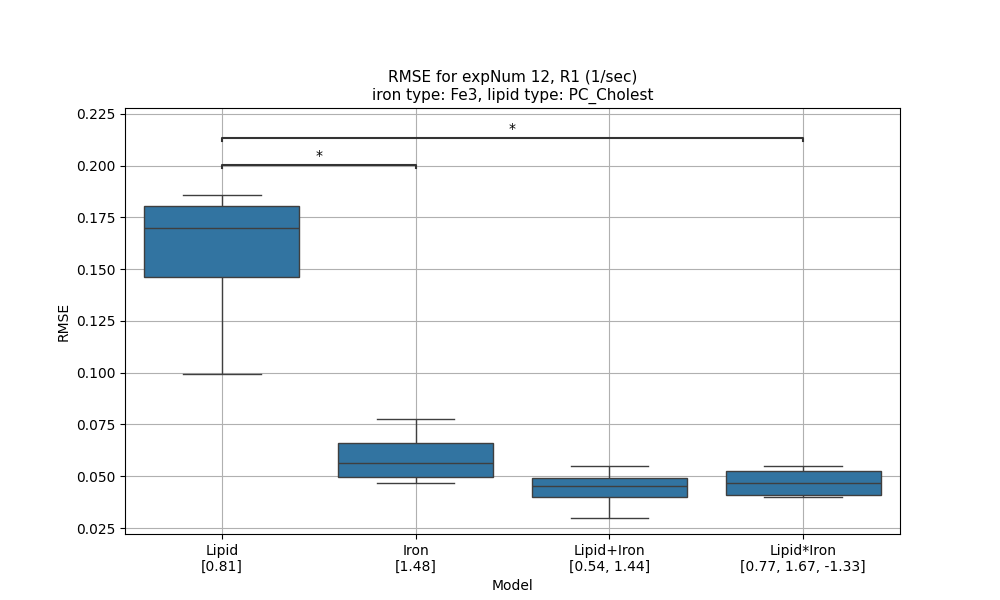 RMSE for expNum 12, R1 (1/sec)
iron type: Fe3, lipid type: PC_Cholest
0.225
0.200
0.175
0.150
0.125
0.100
0.075
0.050
0.025
RMSE
*
*
Lipid
[0.81]
Iron
[1.48]
Lipid+Iron
[0.54, 1.44]
Lipid*Iron
[0.77, 1.67, -1.33]
Model